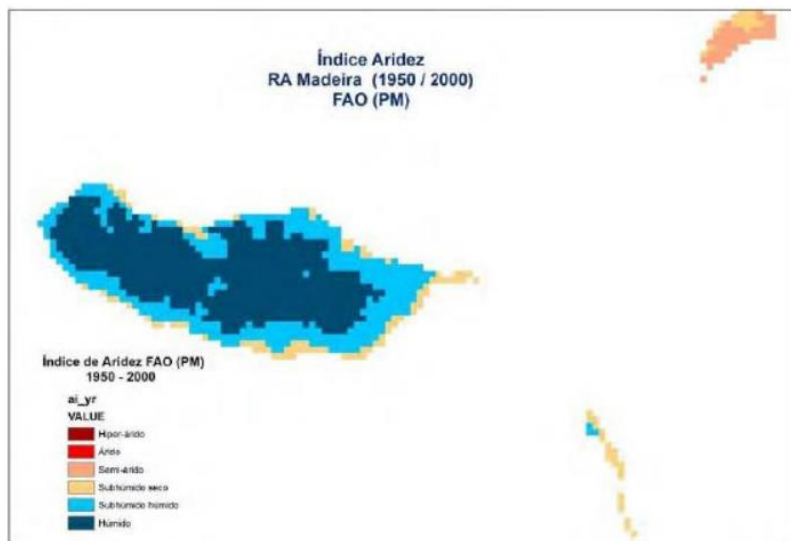 Índice Aridez
RA Madeira (1950 / 2000)
FAO (PM)
Índice de Aridez FAO (PM)
1950 - 2000
ai_yr
VALUE
Hiper-árido
Árido
Semi-árido
Subhúmido seco
Subhúmido húmido
Húmido